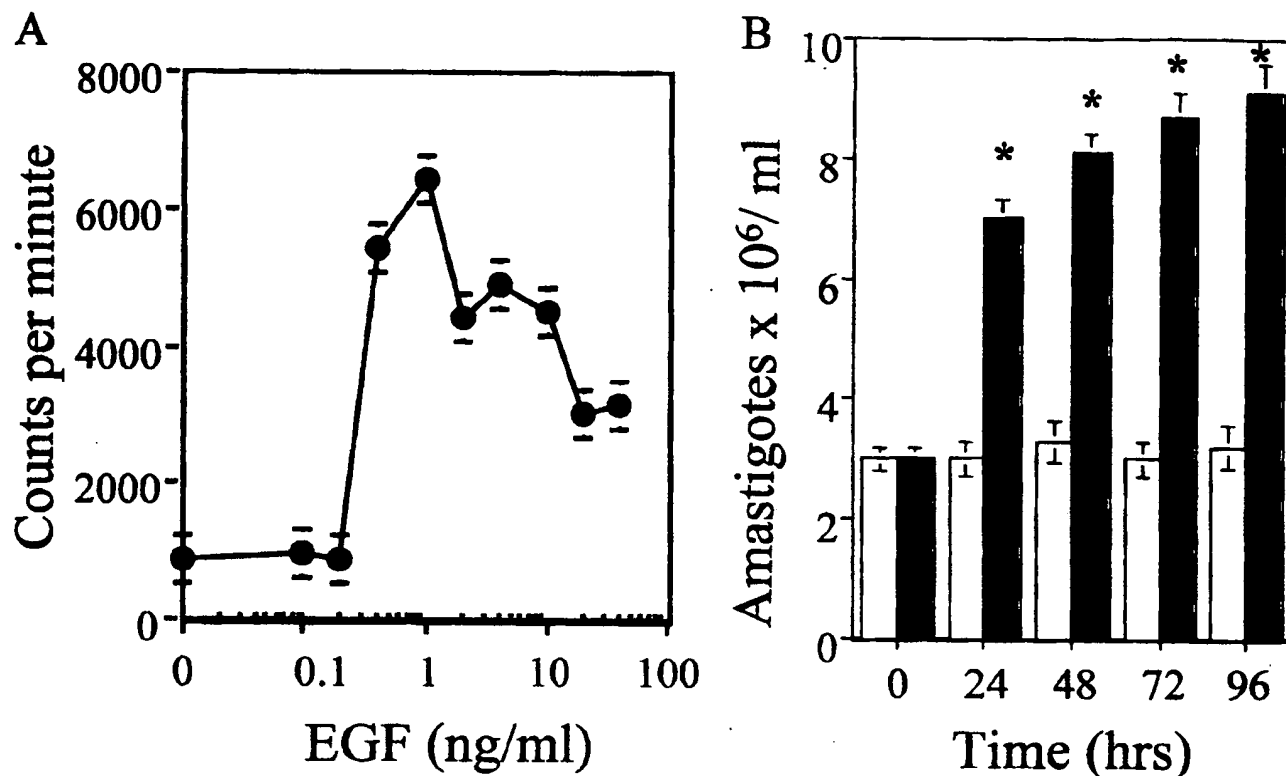 A
8000
6000
4000
2000
0
Counts per minute
0 0.1 1 10 100
EGF (ng/ml)
B
10
8
6
4
2
0
Amastigotes x 10⁶/ ml
* * * *
0 24 48 72 96
Time (hrs)